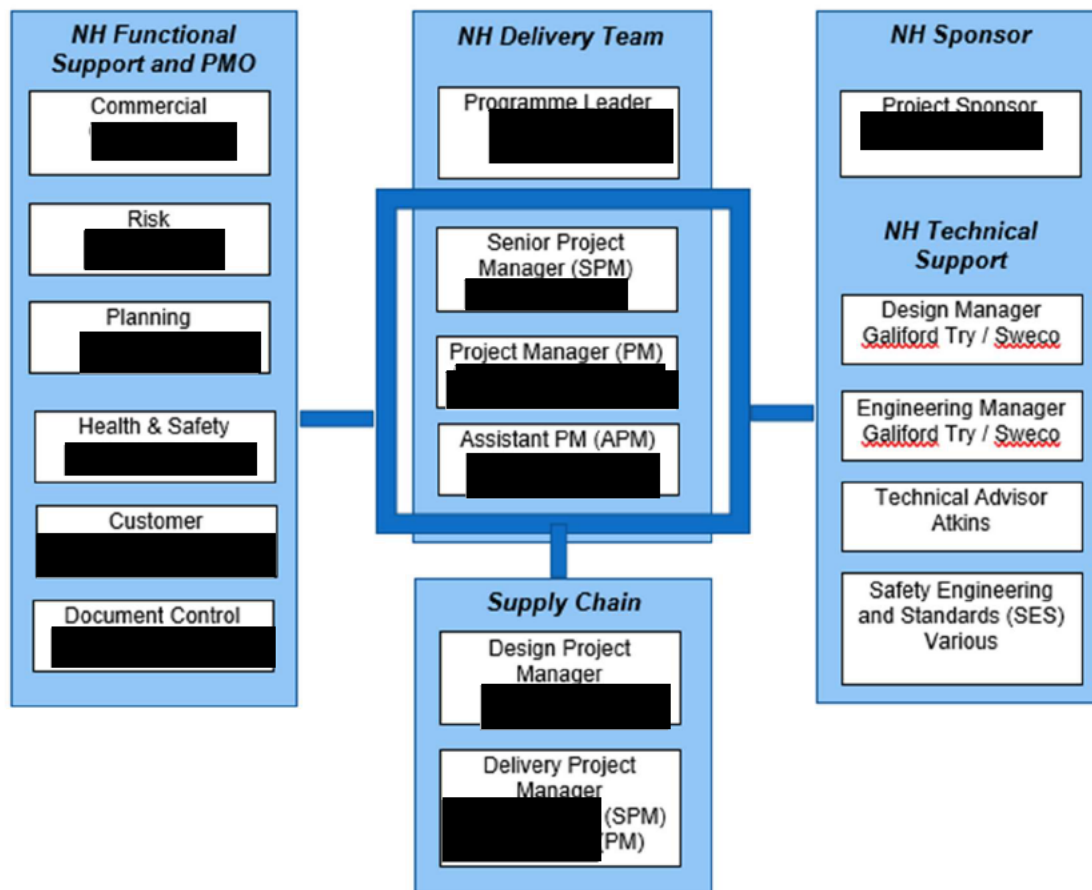 NH Functional
Support and PMO
Commercial
Risk
Planning
Health & Safety
Customer
Document Control
NH Delivery Team
Programme Leader
Senior Project
Manager (SPM)
Project Manager (PM)
Assistant PM (APM)
Supply Chain
Design Project
Manager
Delivery Project
Manager
(SPM)
(PM)
NH Sponsor
Project Sponsor
NH Technical
Support
Design Manager
Galiford Try / Sweco
Engineering Manager
Galiford Try / Sweco
Technical Advisor
Atkins
Safety Engineering
and Standards (SES)
Various